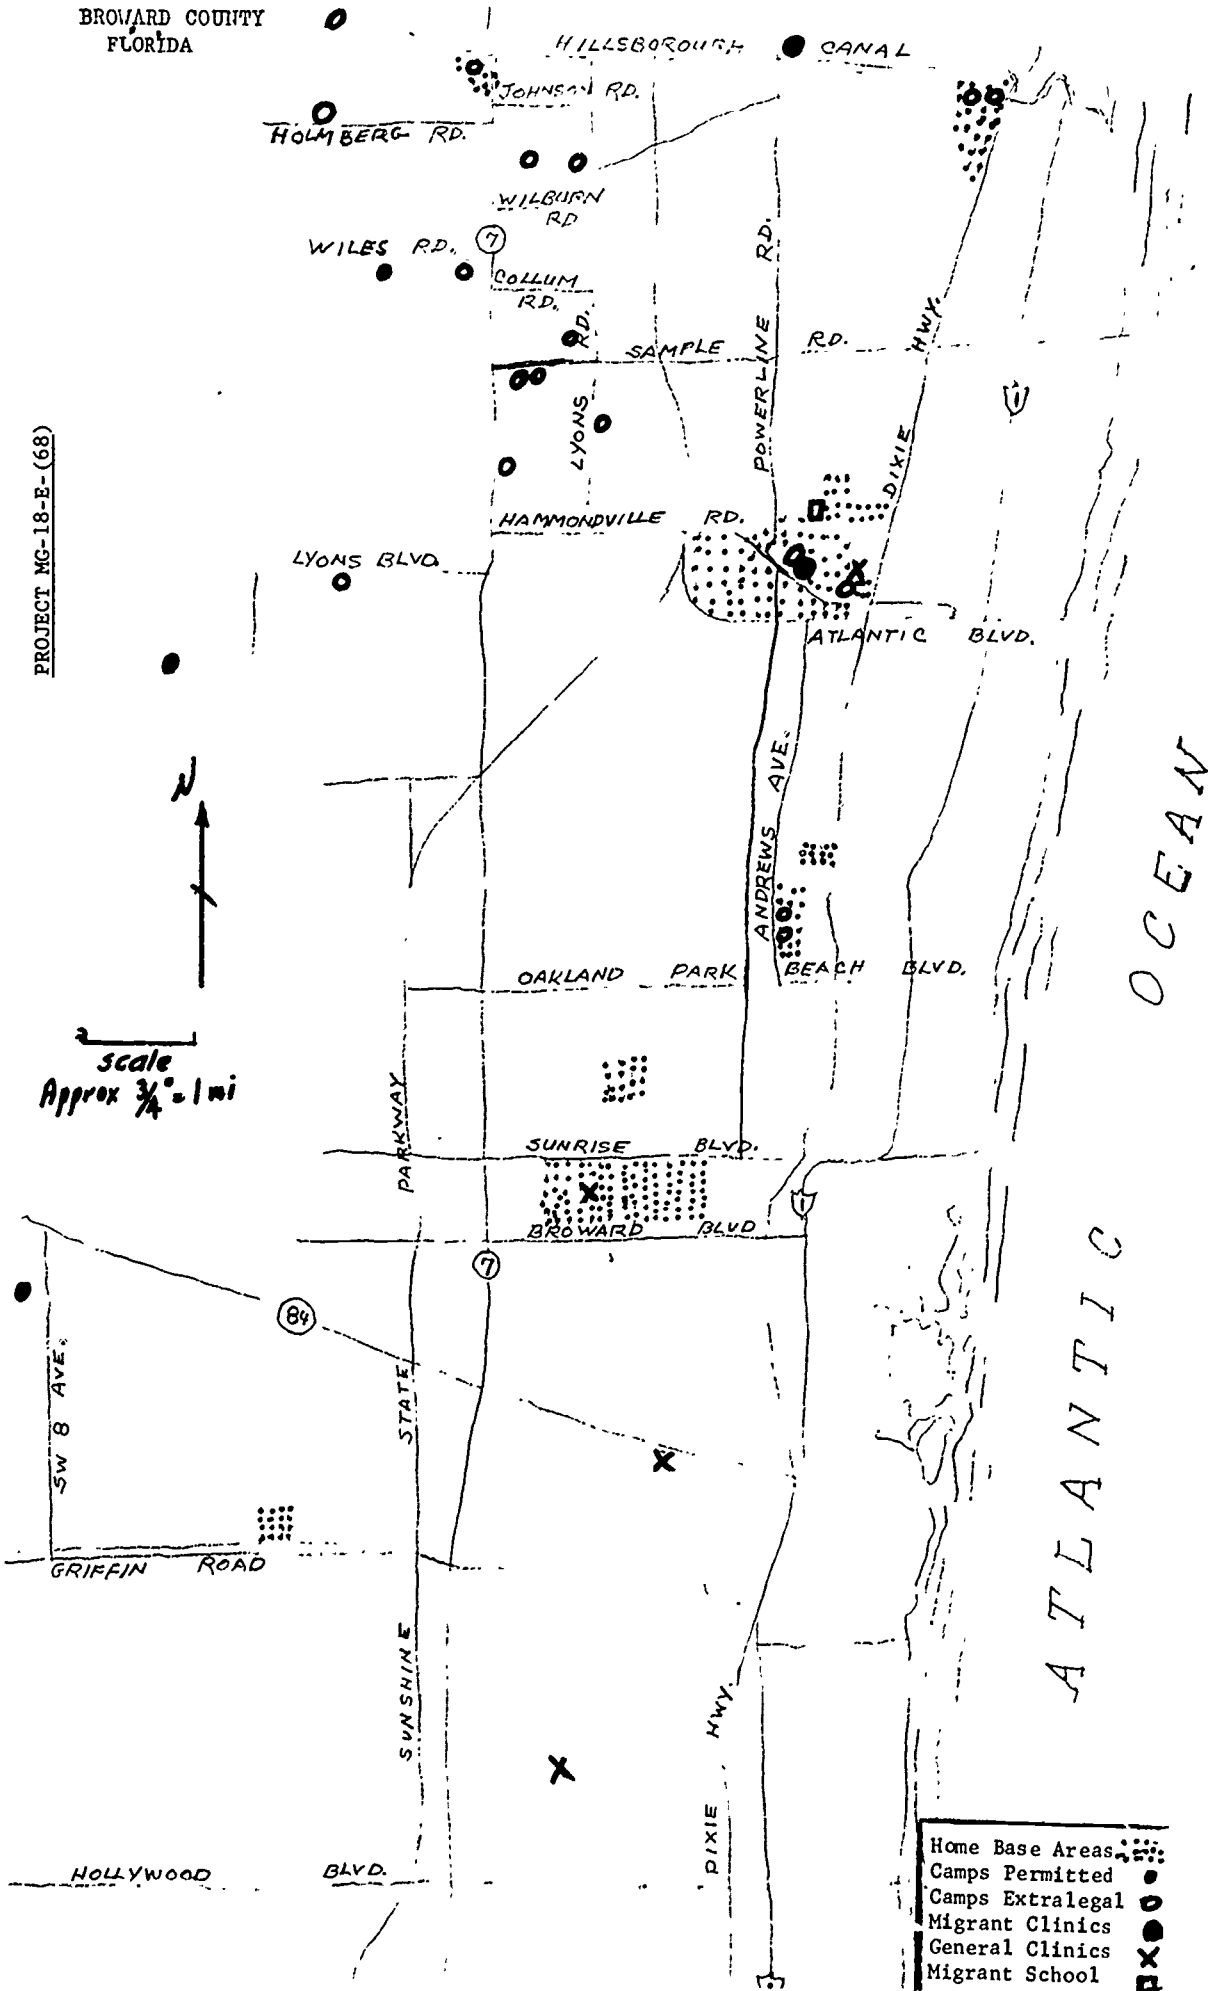 BROWARD COUNTY
FLORIDA
HILLSBOROUGH CANAL
JOHNSON RD.
HOLMBERG RD.
WILBURN
RD
WILES RD.
7
COLLUM
RD.
LYONS RD.
SAMPLE RD.
POWERLINE RD.
DIXIE HWY.
1
PROJECT MG-18-E-(68)
HAMMONDVILLE RD.
LYONS BLVD.
ATLANTIC BLVD.
N
ANDREWS AVE.
OAKLAND PARK BEACH BLVD.
scale
Approx 3/4" = 1 mi
SUNRISE BLVD.
BROWARD BLVD
1
7
84
SW 8 AVE.
SUNSHINE STATE PARKWAY
GRIFFIN ROAD
DIXIE HWY.
HOLLYWOOD BLVD.
ATLANTIC OCEAN
Home Base Areas
Camps Permitted
Camps Extralegal
Migrant Clinics
General Clinics
Migrant School